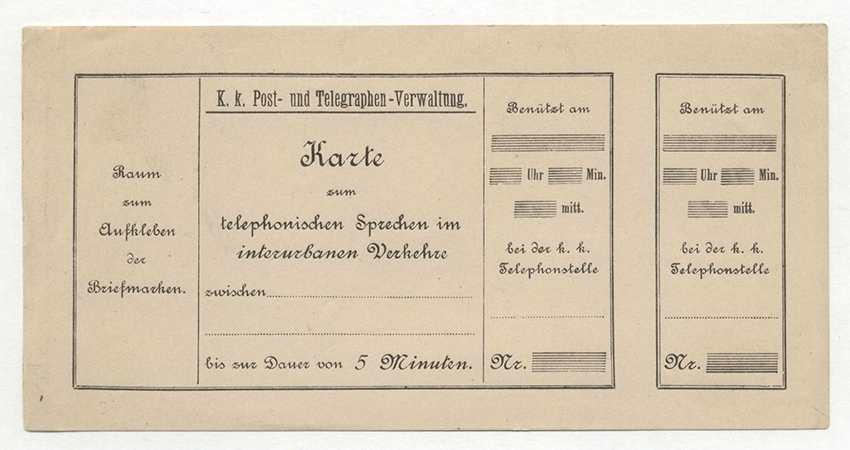 Raum
zum
Aufkleben
der
Briefmarken.
K. k. Post- und Telegraphen-Verwaltung.
Karte
zum
telephonischen Sprechen im
interurbanen Verkehre
zwischen
bis zur Dauer von 5 Minuten.
Benützt am
Uhr Min.
mitt.
bei der k. k.
Telephonstelle
Nr.
Benützt am
Uhr Min.
mitt.
bei der k. k.
Telephonstelle
Nr.